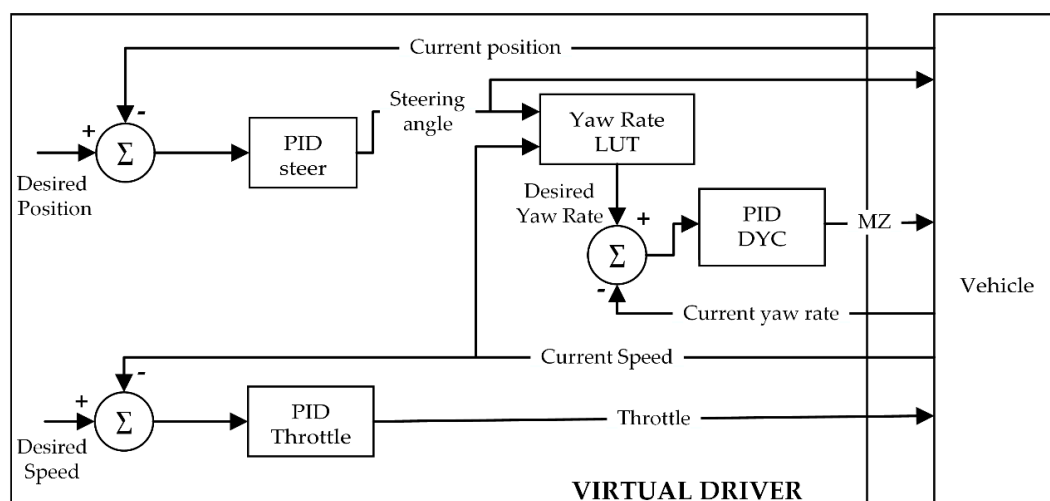 Current position
-
Steering
angle
+
Σ
PID
steer
Yaw Rate
LUT
Desired
Position
Desired
Yaw Rate
+
Σ
-
PID
DYC
MZ
Vehicle
Current yaw rate
Current Speed
-
+
Σ
PID
Throttle
Throttle
Desired
Speed
VIRTUAL DRIVER